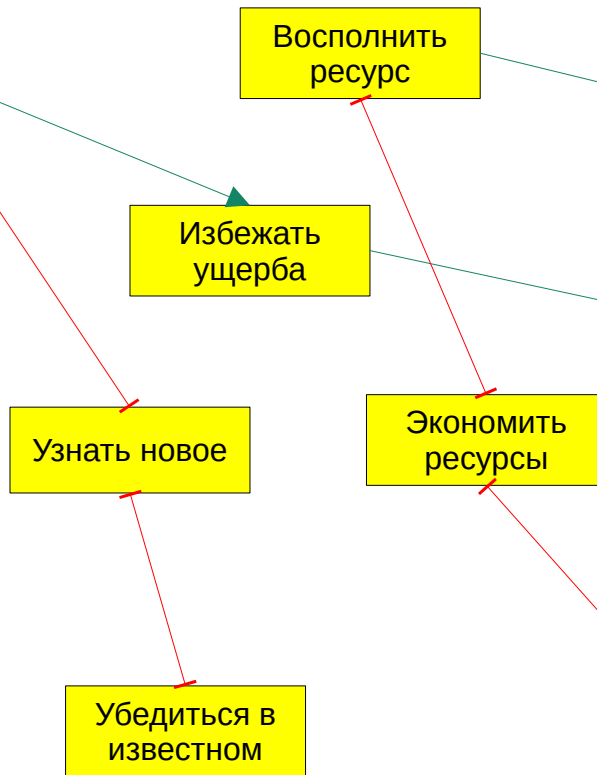 Восполнить
ресурс
Избежать
ущерба
Узнать новое
Экономить
ресурсы
Убедиться в
известном